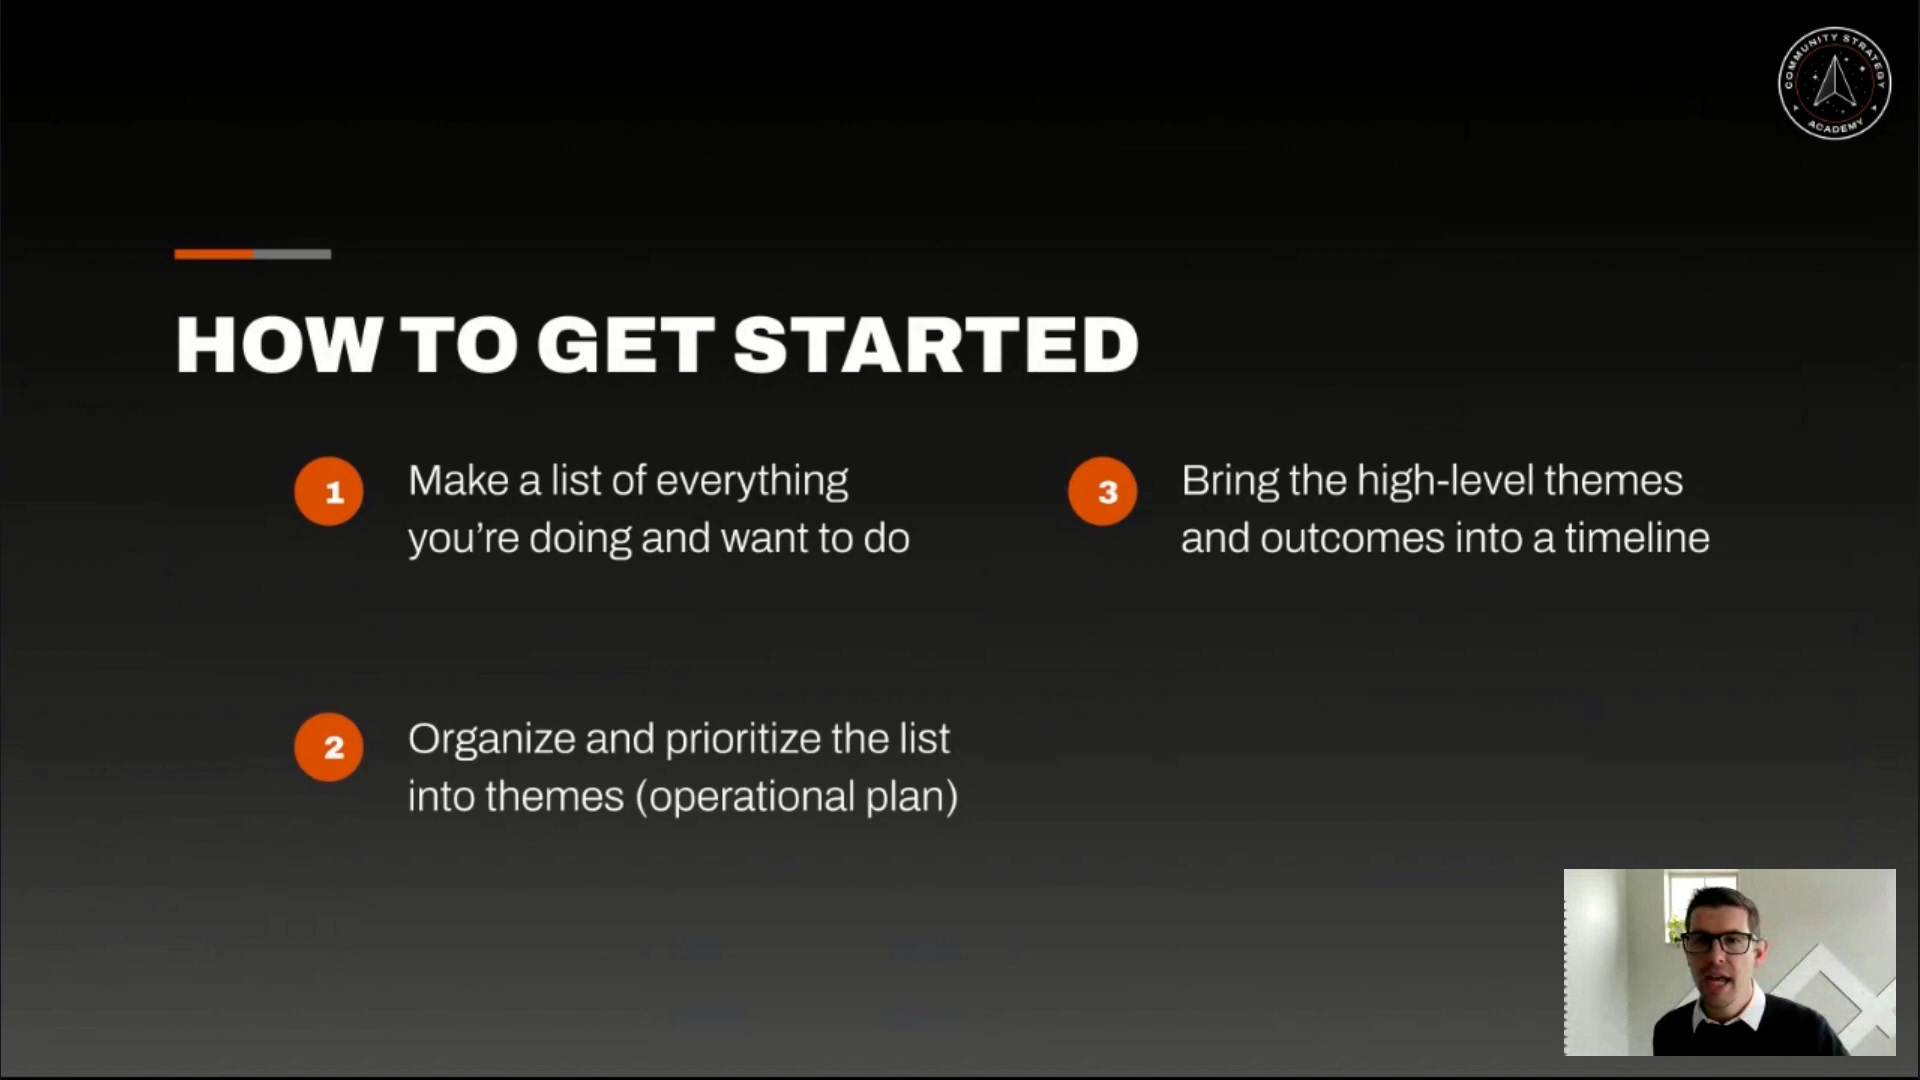 COMMUNITY STRATEGY
ACADEMY
HOW TO GET STARTED
1
Make a list of everything
you’re doing and want to do
2
Organize and prioritize the list
into themes (operational plan)
3
Bring the high-level themes
and outcomes into a timeline